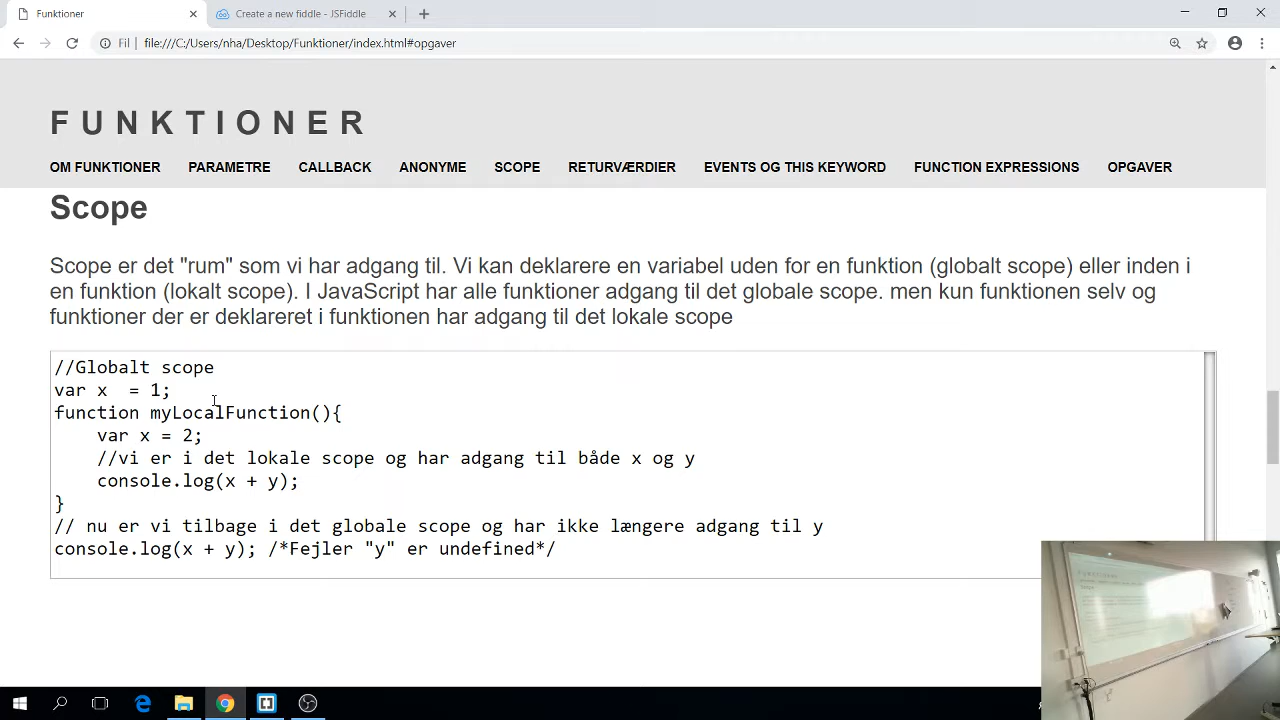 Funktioner
Create a new fiddle - JSFiddle
Fil
file:///C:/Users/nha/Desktop/Funktioner/index.html#opgaver
FUNKTIONER
OM FUNKTIONER PARAMETRE CALLBACK ANONYME SCOPE RETURVÆRDIER EVENTS OG THIS KEYWORD FUNCTION EXPRESSIONS OPGAVER
Scope
Scope er det "rum" som vi har adgang til. Vi kan deklarere en variabel uden for en funktion (globalt scope) eller inden i
en funktion (lokalt scope). I JavaScript har alle funktioner adgang til det globale scope. men kun funktionen selv og
funktioner der er deklareret i funktionen har adgang til det lokale scope
//Globalt scope
var x  = 1;
function myLocalFunction(){
    var x = 2;
    //vi er i det lokale scope og har adgang til både x og y
    console.log(x + y);
}
// nu er vi tilbage i det globale scope og har ikke længere adgang til y
console.log(x + y); /*Fejler "y" er undefined*/